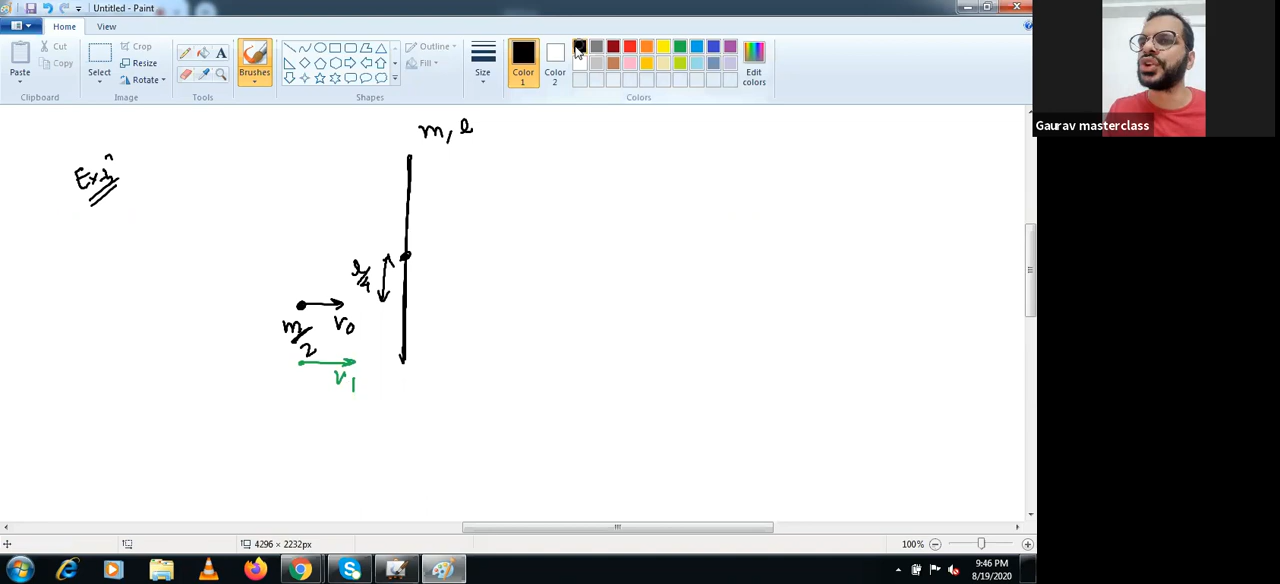 Untitled - Paint
Home
View
Paste
Cut
Copy
Clipboard
Select
Crop
Resize
Rotate
Image
A
Tools
Brushes
Outline
Fill
Shapes
Size
Color
1
Color
2
Edit
colors
Colors
Gaurav masterclass
m, l
l/4
v0
m/2
v1
4296 × 2232px
100%
9:46 PM
8/19/2020